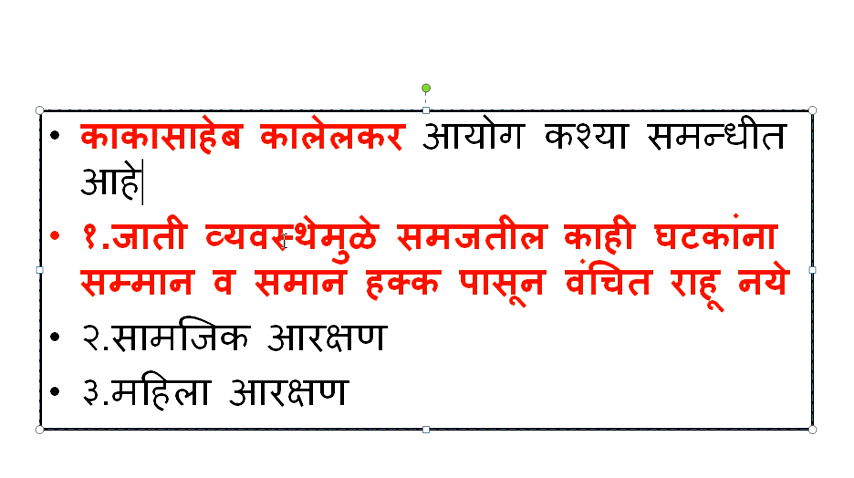 • काकासाहेब कालेलकर आयोग कश्या समन्धीत
आहे
• १.जाती व्यवस्थेमुळे समजतील काही घटकांना
सम्मान व समान हक्क पासून वंचित राहू नये
• २.सामजिक आरक्षण
• ३.महिला आरक्षण